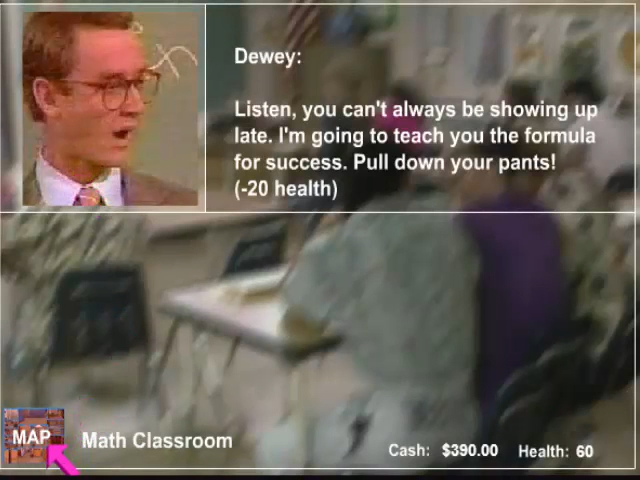 Dewey:
Listen, you can't always be showing up
late. I'm going to teach you the formula
for success. Pull down your pants!
(-20 health)
MAP
Math Classroom
Cash: $390.00
Health: 60